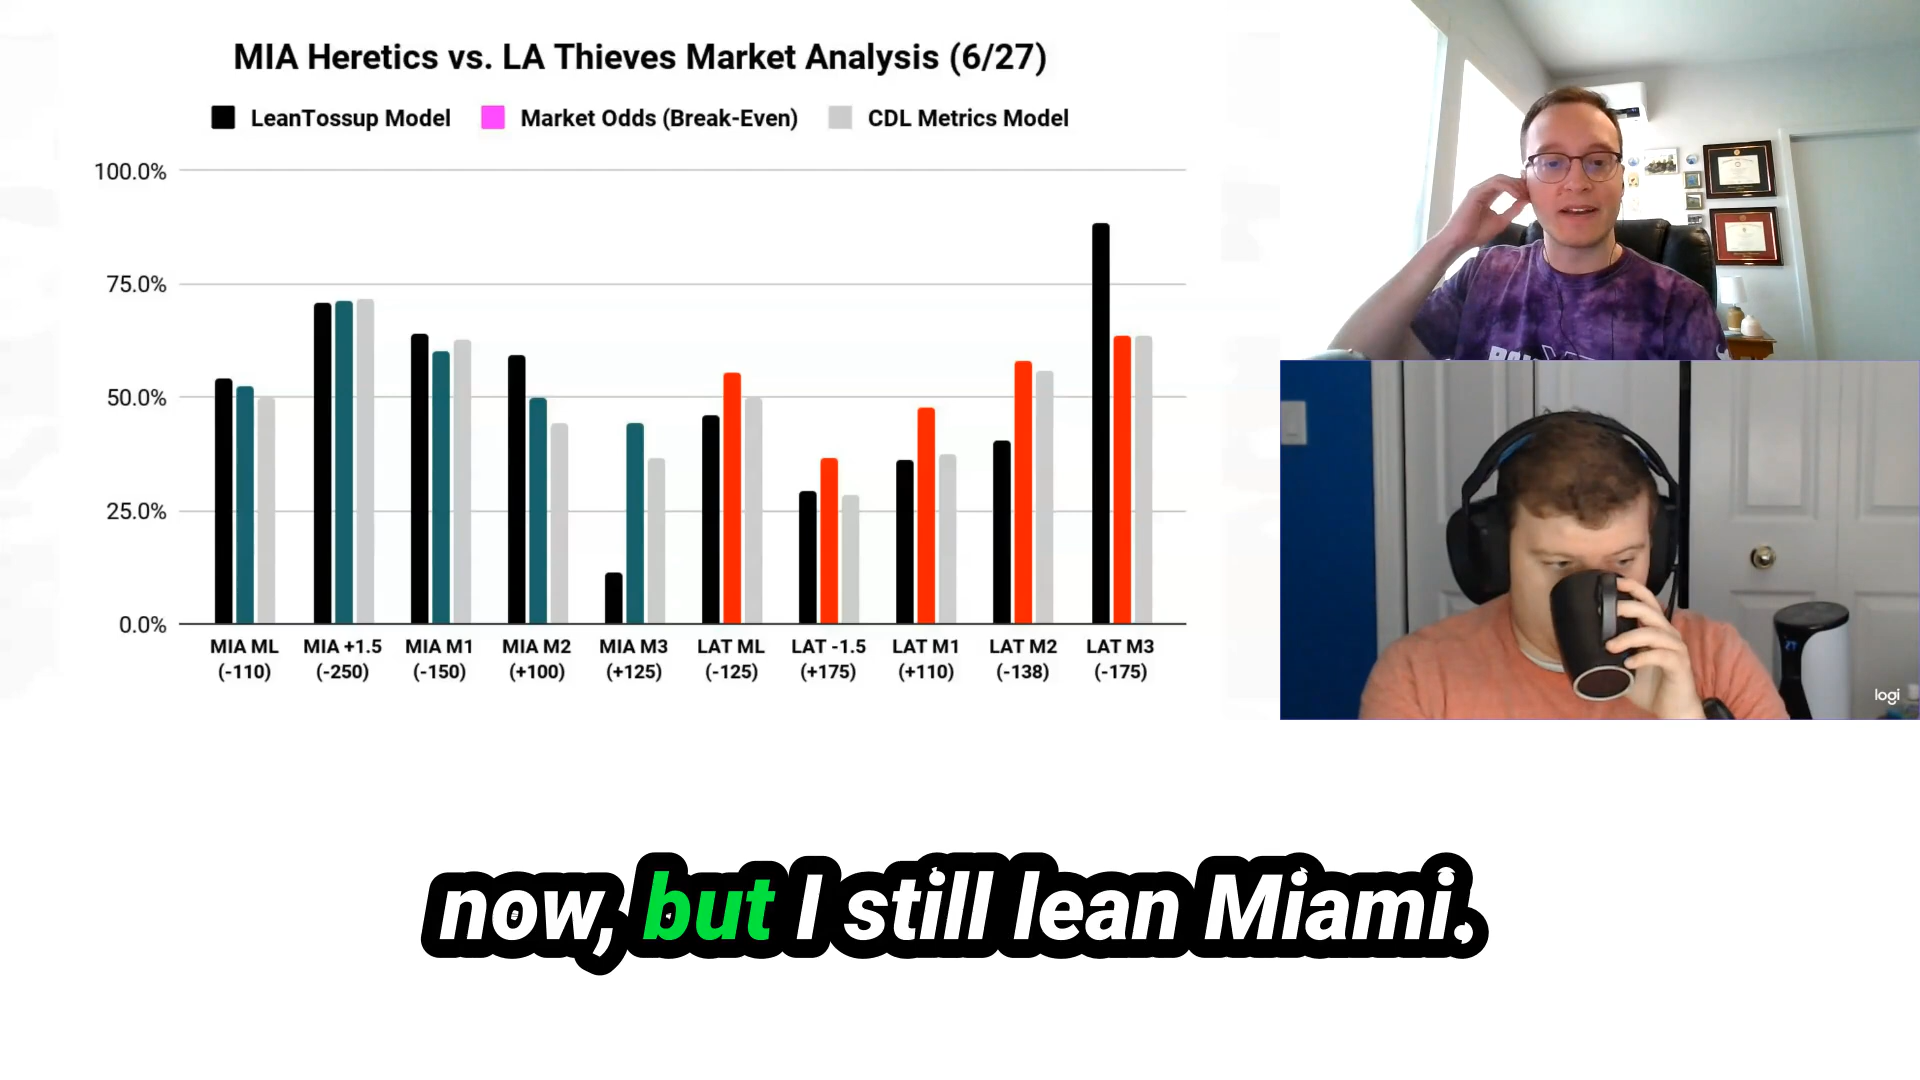 MIA Heretics vs. LA Thieves Market Analysis (6/27)
LeanTossup Model Market Odds (Break-Even) CDL Metrics Model
100.0%
75.0%
50.0%
25.0%
0.0%
MIA ML MIA +1.5 MIA M1 MIA M2 MIA M3 LAT ML LAT -1.5 LAT M1 LAT M2 LAT M3
(-110) (-250) (-150) (+100) (+125) (-125) (+175) (+110) (-138) (-175)
logi
now, but I still lean Miami.